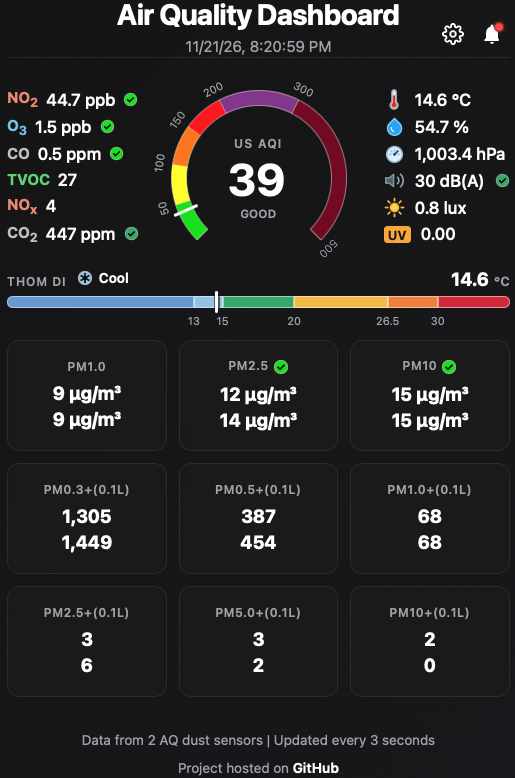 Air Quality Dashboard
11/21/26, 8:20:59 PM
NO₂ 44.7 ppb
O₃ 1.5 ppb
CO 0.5 ppm
TVOC 27
NOₓ 4
CO₂ 447 ppm
50
100
150
200
300
500
US AQI
39
GOOD
14.6 °C
54.7 %
1,003.4 hPa
30 dB(A)
0.8 lux
UV 0.00
THOM DI Cool 14.6 °C
13 15 20 26.5 30
PM1.0
9 µg/m³
9 µg/m³
PM2.5
12 µg/m³
14 µg/m³
PM10
15 µg/m³
15 µg/m³
PM0.3+(0.1L)
1,305
1,449
PM0.5+(0.1L)
387
454
PM1.0+(0.1L)
68
68
PM2.5+(0.1L)
3
6
PM5.0+(0.1L)
3
2
PM10+(0.1L)
2
0
Data from 2 AQ dust sensors | Updated every 3 seconds
Project hosted on GitHub